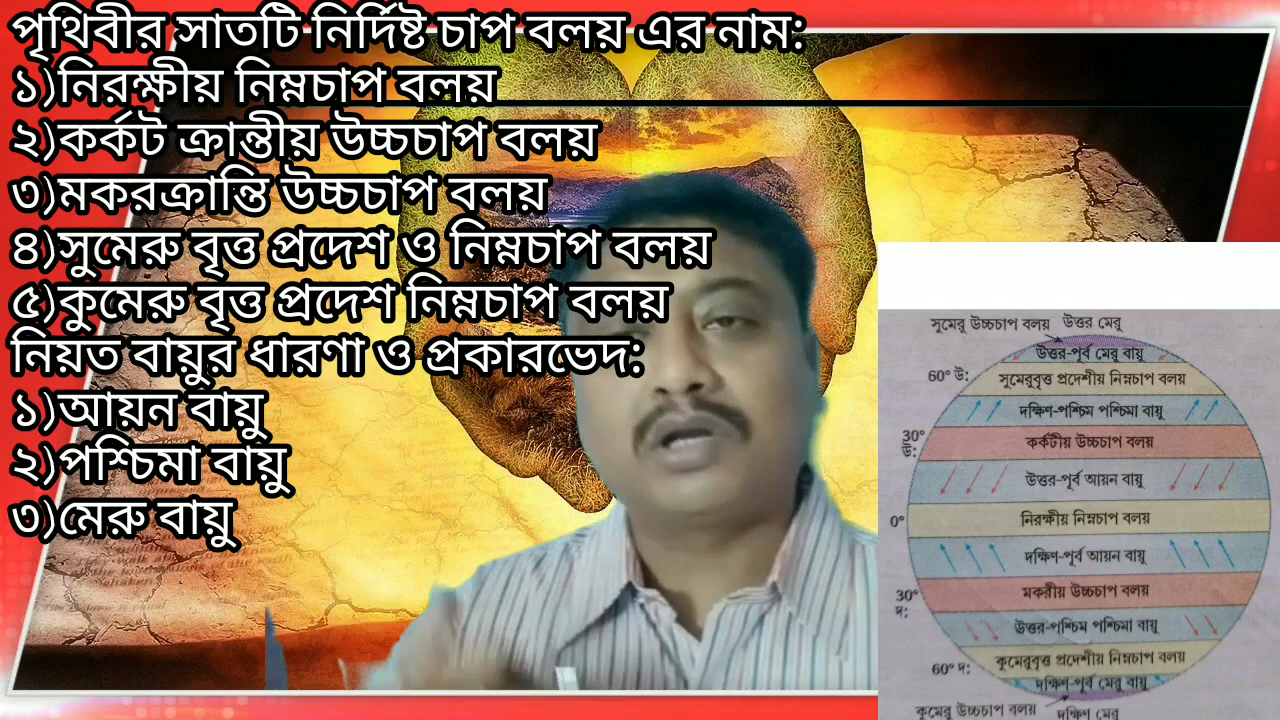 পৃথিবীর সাতটি নির্দিষ্ট চাপ বলয় এর নাম:
১)নিরক্ষীয় নিম্নচাপ বলয়
২)কর্কট ক্রান্তীয় উচ্চচাপ বলয়
৩)মকরক্রান্তি উচ্চচাপ বলয়
৪)সুমেরু বৃত্ত প্রদেশ ও নিম্নচাপ বলয়
৫)কুমেরু বৃত্ত প্রদেশ নিম্নচাপ বলয়
নিয়ত বায়ুর ধারণা ও প্রকারভেদ:
১)আয়ন বায়ু
২)পশ্চিমা বায়ু
৩)মেরু বায়ু
সুমেরু উচ্চচাপ বলয় উত্তর মেরু
উত্তর-পূর্ব মেরু বায়ু
60° উ:
সুমেরুবৃত্ত প্রদেশীয় নিম্নচাপ বলয়
দক্ষিণ-পশ্চিম পশ্চিমা বায়ু
30° উ:
কর্কটীয় উচ্চচাপ বলয়
উত্তর-পূর্ব আয়ন বায়ু
0°
নিরক্ষীয় নিম্নচাপ বলয়
দক্ষিণ-পূর্ব আয়ন বায়ু
30° দ:
মকরীয় উচ্চচাপ বলয়
উত্তর-পশ্চিম পশ্চিমা বায়ু
কুমেরুবৃত্ত প্রদেশীয় নিম্নচাপ বলয়
60° দ:
দক্ষিণ-পূর্ব মেরু বায়ু
কুমেরু উচ্চচাপ বলয় দক্ষিণ মেরু